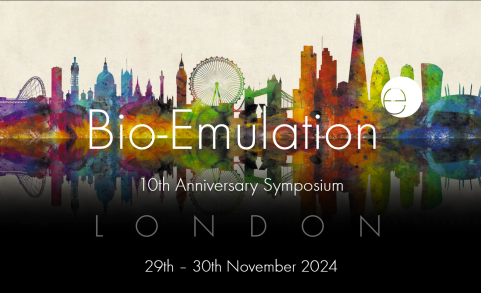 Bio-Emulation
10th Anniversary Symposium
LONDON
29th – 30th November 2024